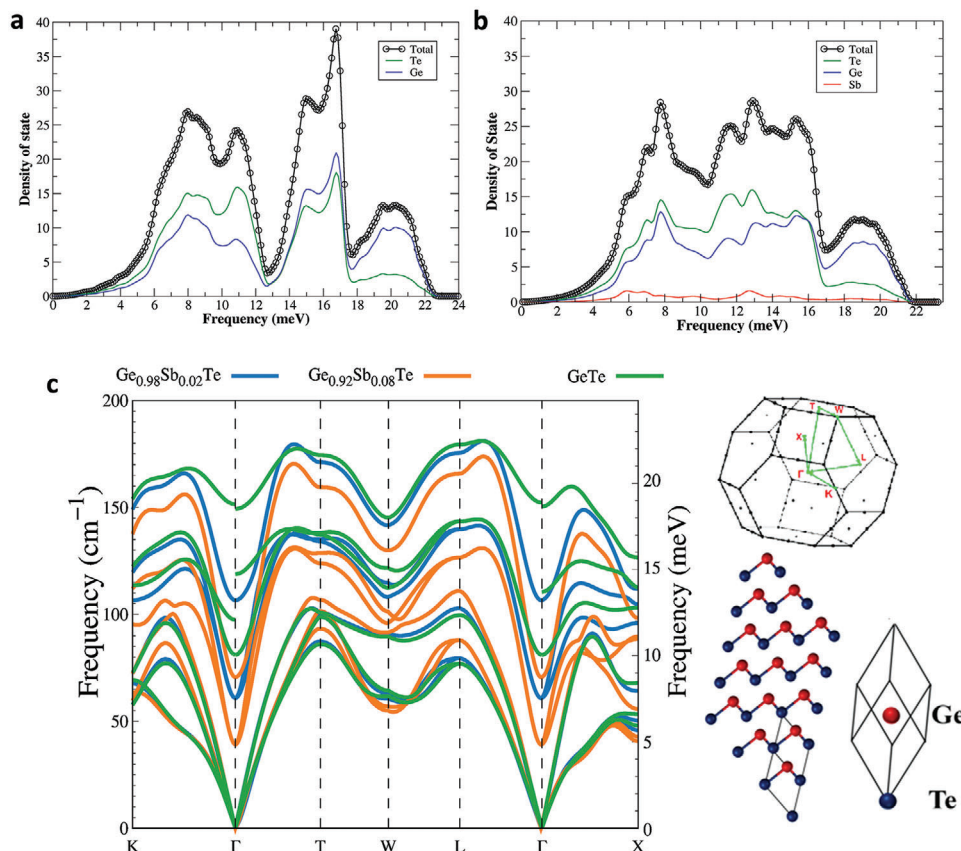 a
40
35
30
25
20
15
10
5
0
Density of state
Total
Te
Ge
0 2 4 6 8 10 12 14 16 18 20 22 24
Frequency (meV)
b
40
35
30
25
20
15
10
5
0
Density of State
Total
Te
Ge
Sb
0 2 4 6 8 10 12 14 16 18 20 22
Frequency (meV)
c
Ge0.98Sb0.02Te Ge0.92Sb0.08Te GeTe
200
150
100
50
0
Frequency (cm−1)
20
15
10
5
0
Frequency (meV)
K Γ T W L Γ X
T
W
X
Γ
L
K
Ge
Te